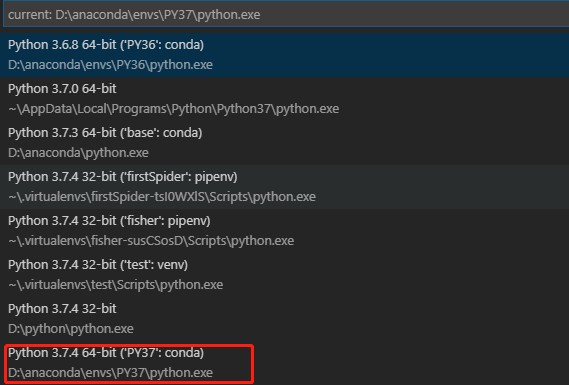 current: D:\anaconda\envs\PY37\python.exe
Python 3.6.8 64-bit ('PY36': conda)
D:\anaconda\envs\PY36\python.exe
Python 3.7.0 64-bit
~\AppData\Local\Programs\Python\Python37\python.exe
Python 3.7.3 64-bit ('base': conda)
D:\anaconda\python.exe
Python 3.7.4 32-bit ('firstSpider': pipenv)
~\.virtualenvs\firstSpider-tsI0WXlS\Scripts\python.exe
Python 3.7.4 32-bit ('fisher': pipenv)
~\.virtualenvs\fisher-susCSosD\Scripts\python.exe
Python 3.7.4 32-bit ('test': venv)
~\.virtualenvs\test\Scripts\python.exe
Python 3.7.4 32-bit
D:\python\python.exe
Python 3.7.4 64-bit ('PY37': conda)
D:\anaconda\envs\PY37\python.exe